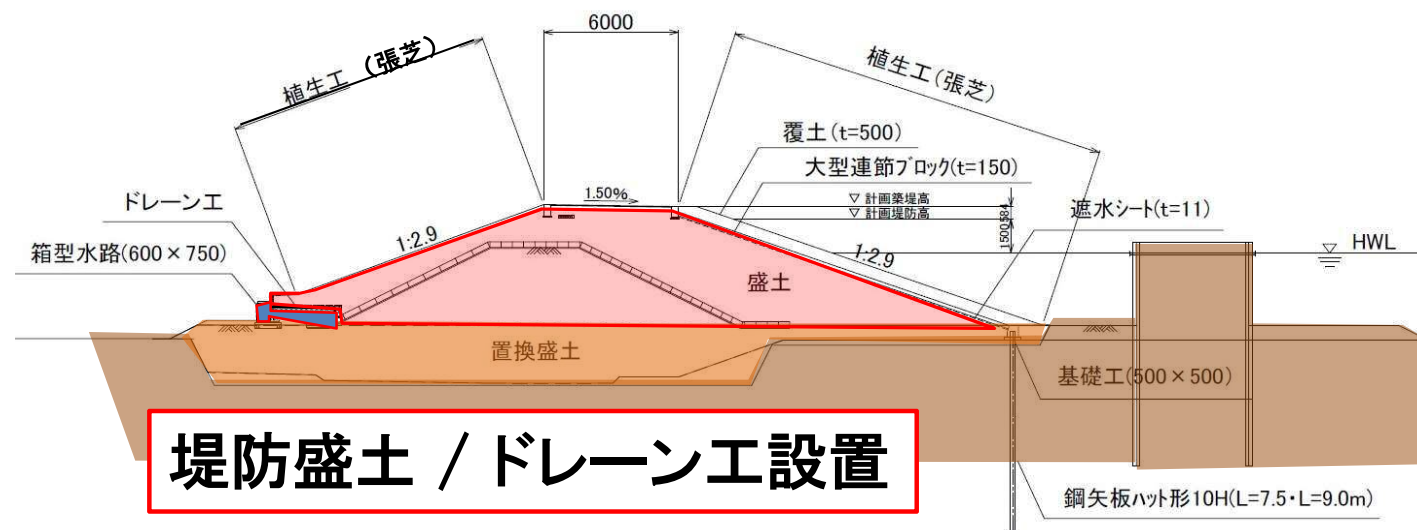 6000
植生工（張芝）
植生工(張芝)
覆土(t=500)
大型連節ブロック(t=150)
1.50%
▽ 計画築堤高
▽ 計画堤防高
584
1500
遮水シート(t=11)
ドレーン工
箱型水路(600×750)
1:2.9
1:2.9
HWL
盛土
置換盛土
基礎工(500×500)
堤防盛土 / ドレーン工設置
鋼矢板ハット形10H(L=7.5・L=9.0m)